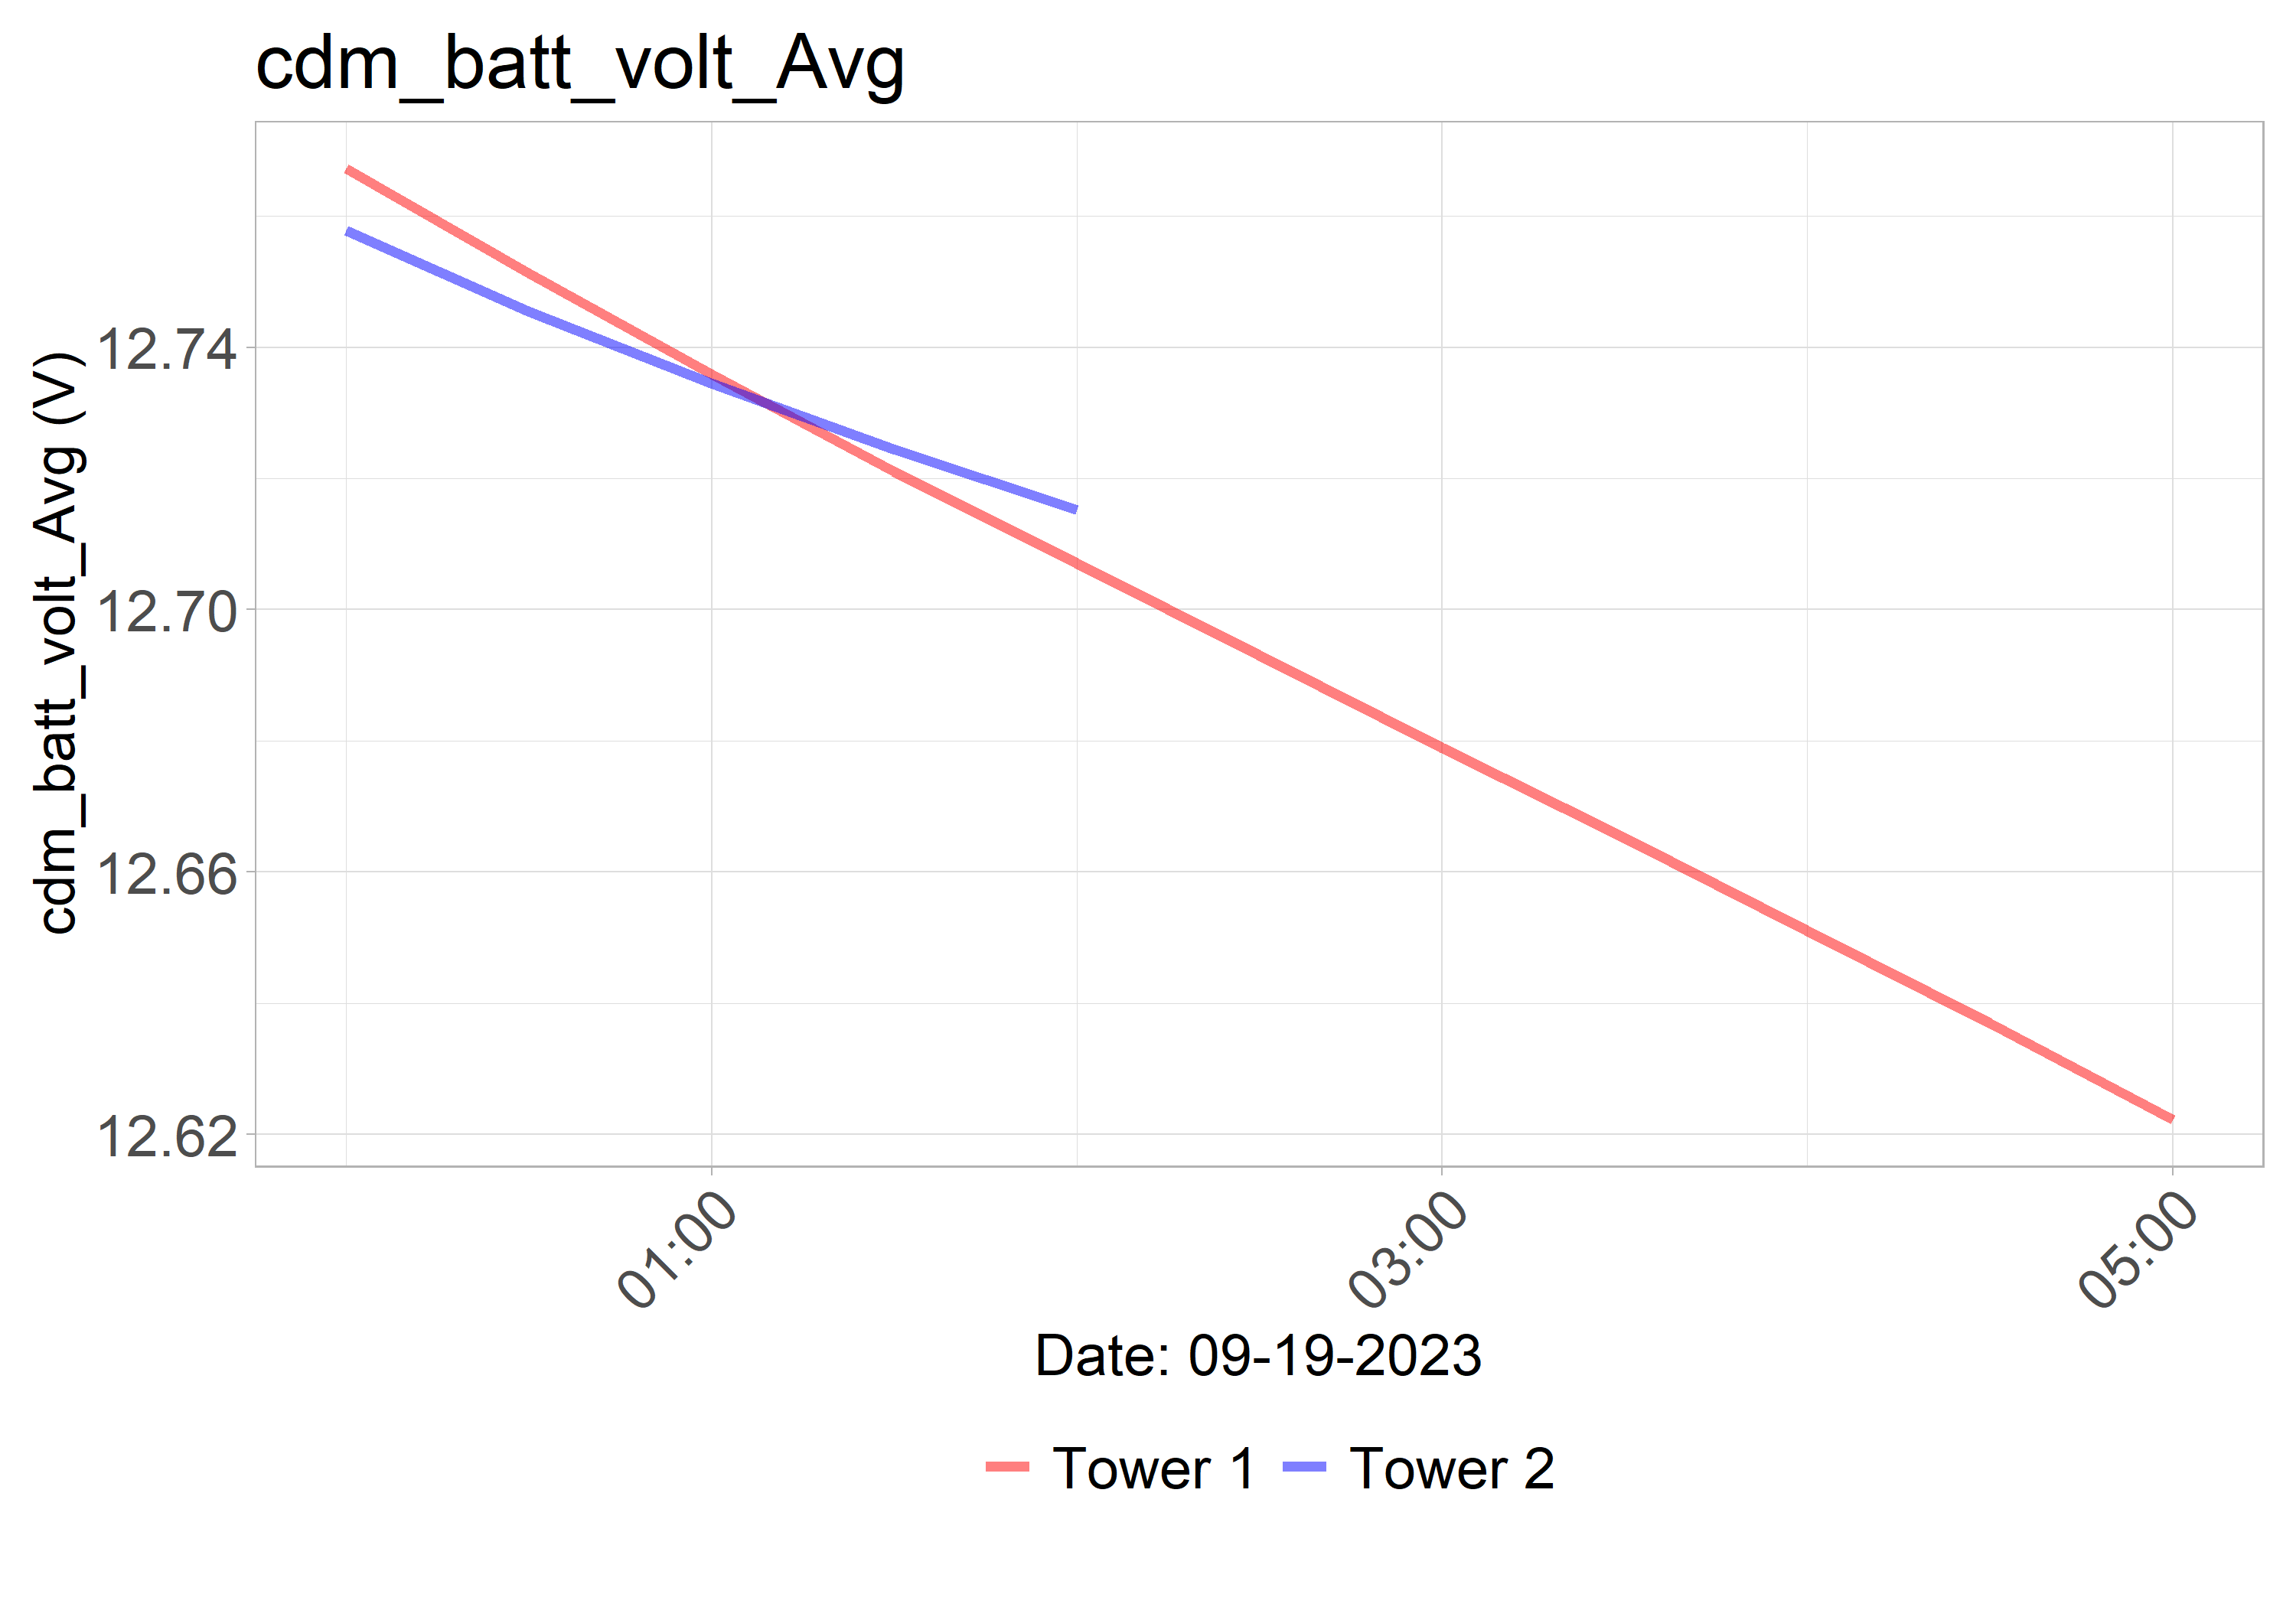 cdm_batt_volt_Avg
cdm_batt_volt_Avg (V)
12.74
12.70
12.66
12.62
01:00
03:00
05:00
Date: 09-19-2023
Tower 1
Tower 2